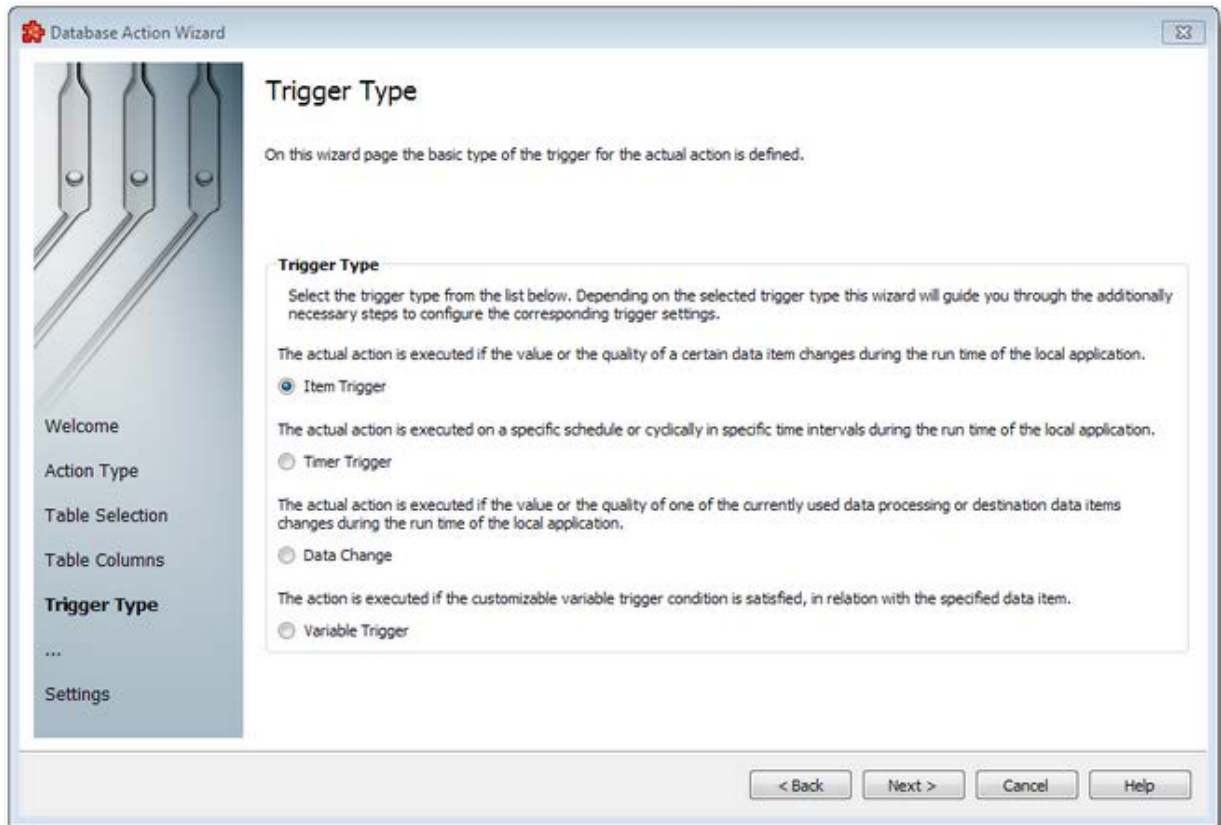 Database Action Wizard
Trigger Type
On this wizard page the basic type of the trigger for the actual action is defined.
Trigger Type
Select the trigger type from the list below. Depending on the selected trigger type this wizard will guide you through the additionally
necessary steps to configure the corresponding trigger settings.
The actual action is executed if the value or the quality of a certain data item changes during the run time of the local application.
Item Trigger
The actual action is executed on a specific schedule or cyclically in specific time intervals during the run time of the local application.
Timer Trigger
The actual action is executed if the value or the quality of one of the currently used data processing or destination data items
changes during the run time of the local application.
Data Change
The action is executed if the customizable variable trigger condition is satisfied, in relation with the specified data item.
Variable Trigger
Welcome
Action Type
Table Selection
Table Columns
Trigger Type
...
Settings
< Back
Next >
Cancel
Help